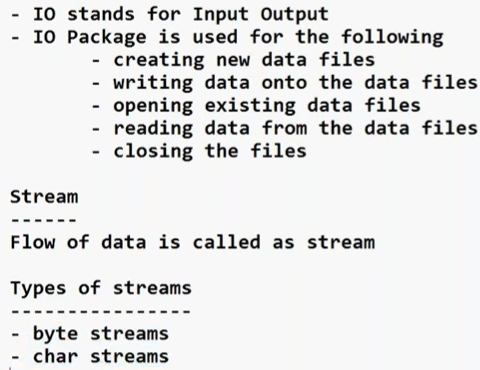 - IO stands for Input Output
- IO Package is used for the following
- creating new data files
- writing data onto the data files
- opening existing data files
- reading data from the data files
- closing the files
Stream
------
Flow of data is called as stream
Types of streams
----------------
- byte streams
- char streams